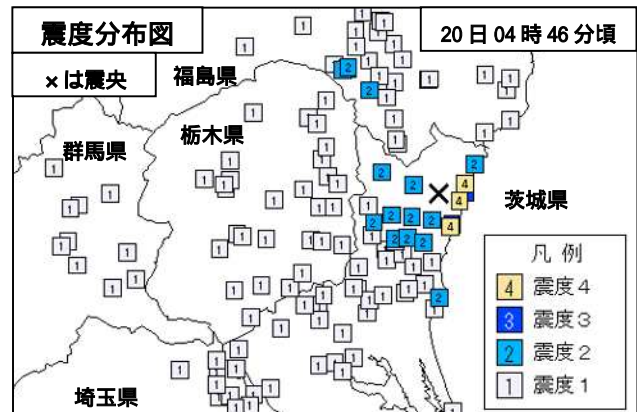 震度分布図
20日04時46分頃
×は震央
福島県
栃木県
群馬県
茨城県
埼玉県
凡 例
4 震度4
3 震度3
2 震度2
1 震度1